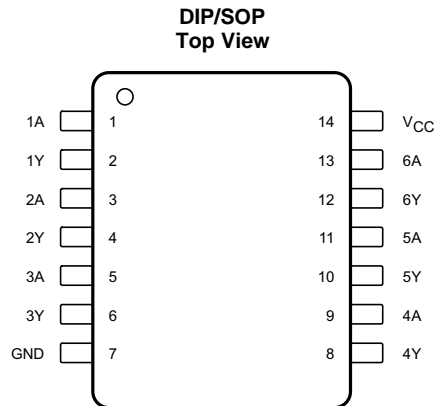 DIP/SOP
Top View
1A 1 14 VCC
1Y 2 13 6A
2A 3 12 6Y
2Y 4 11 5A
3A 5 10 5Y
3Y 6 9 4A
GND 7 8 4Y